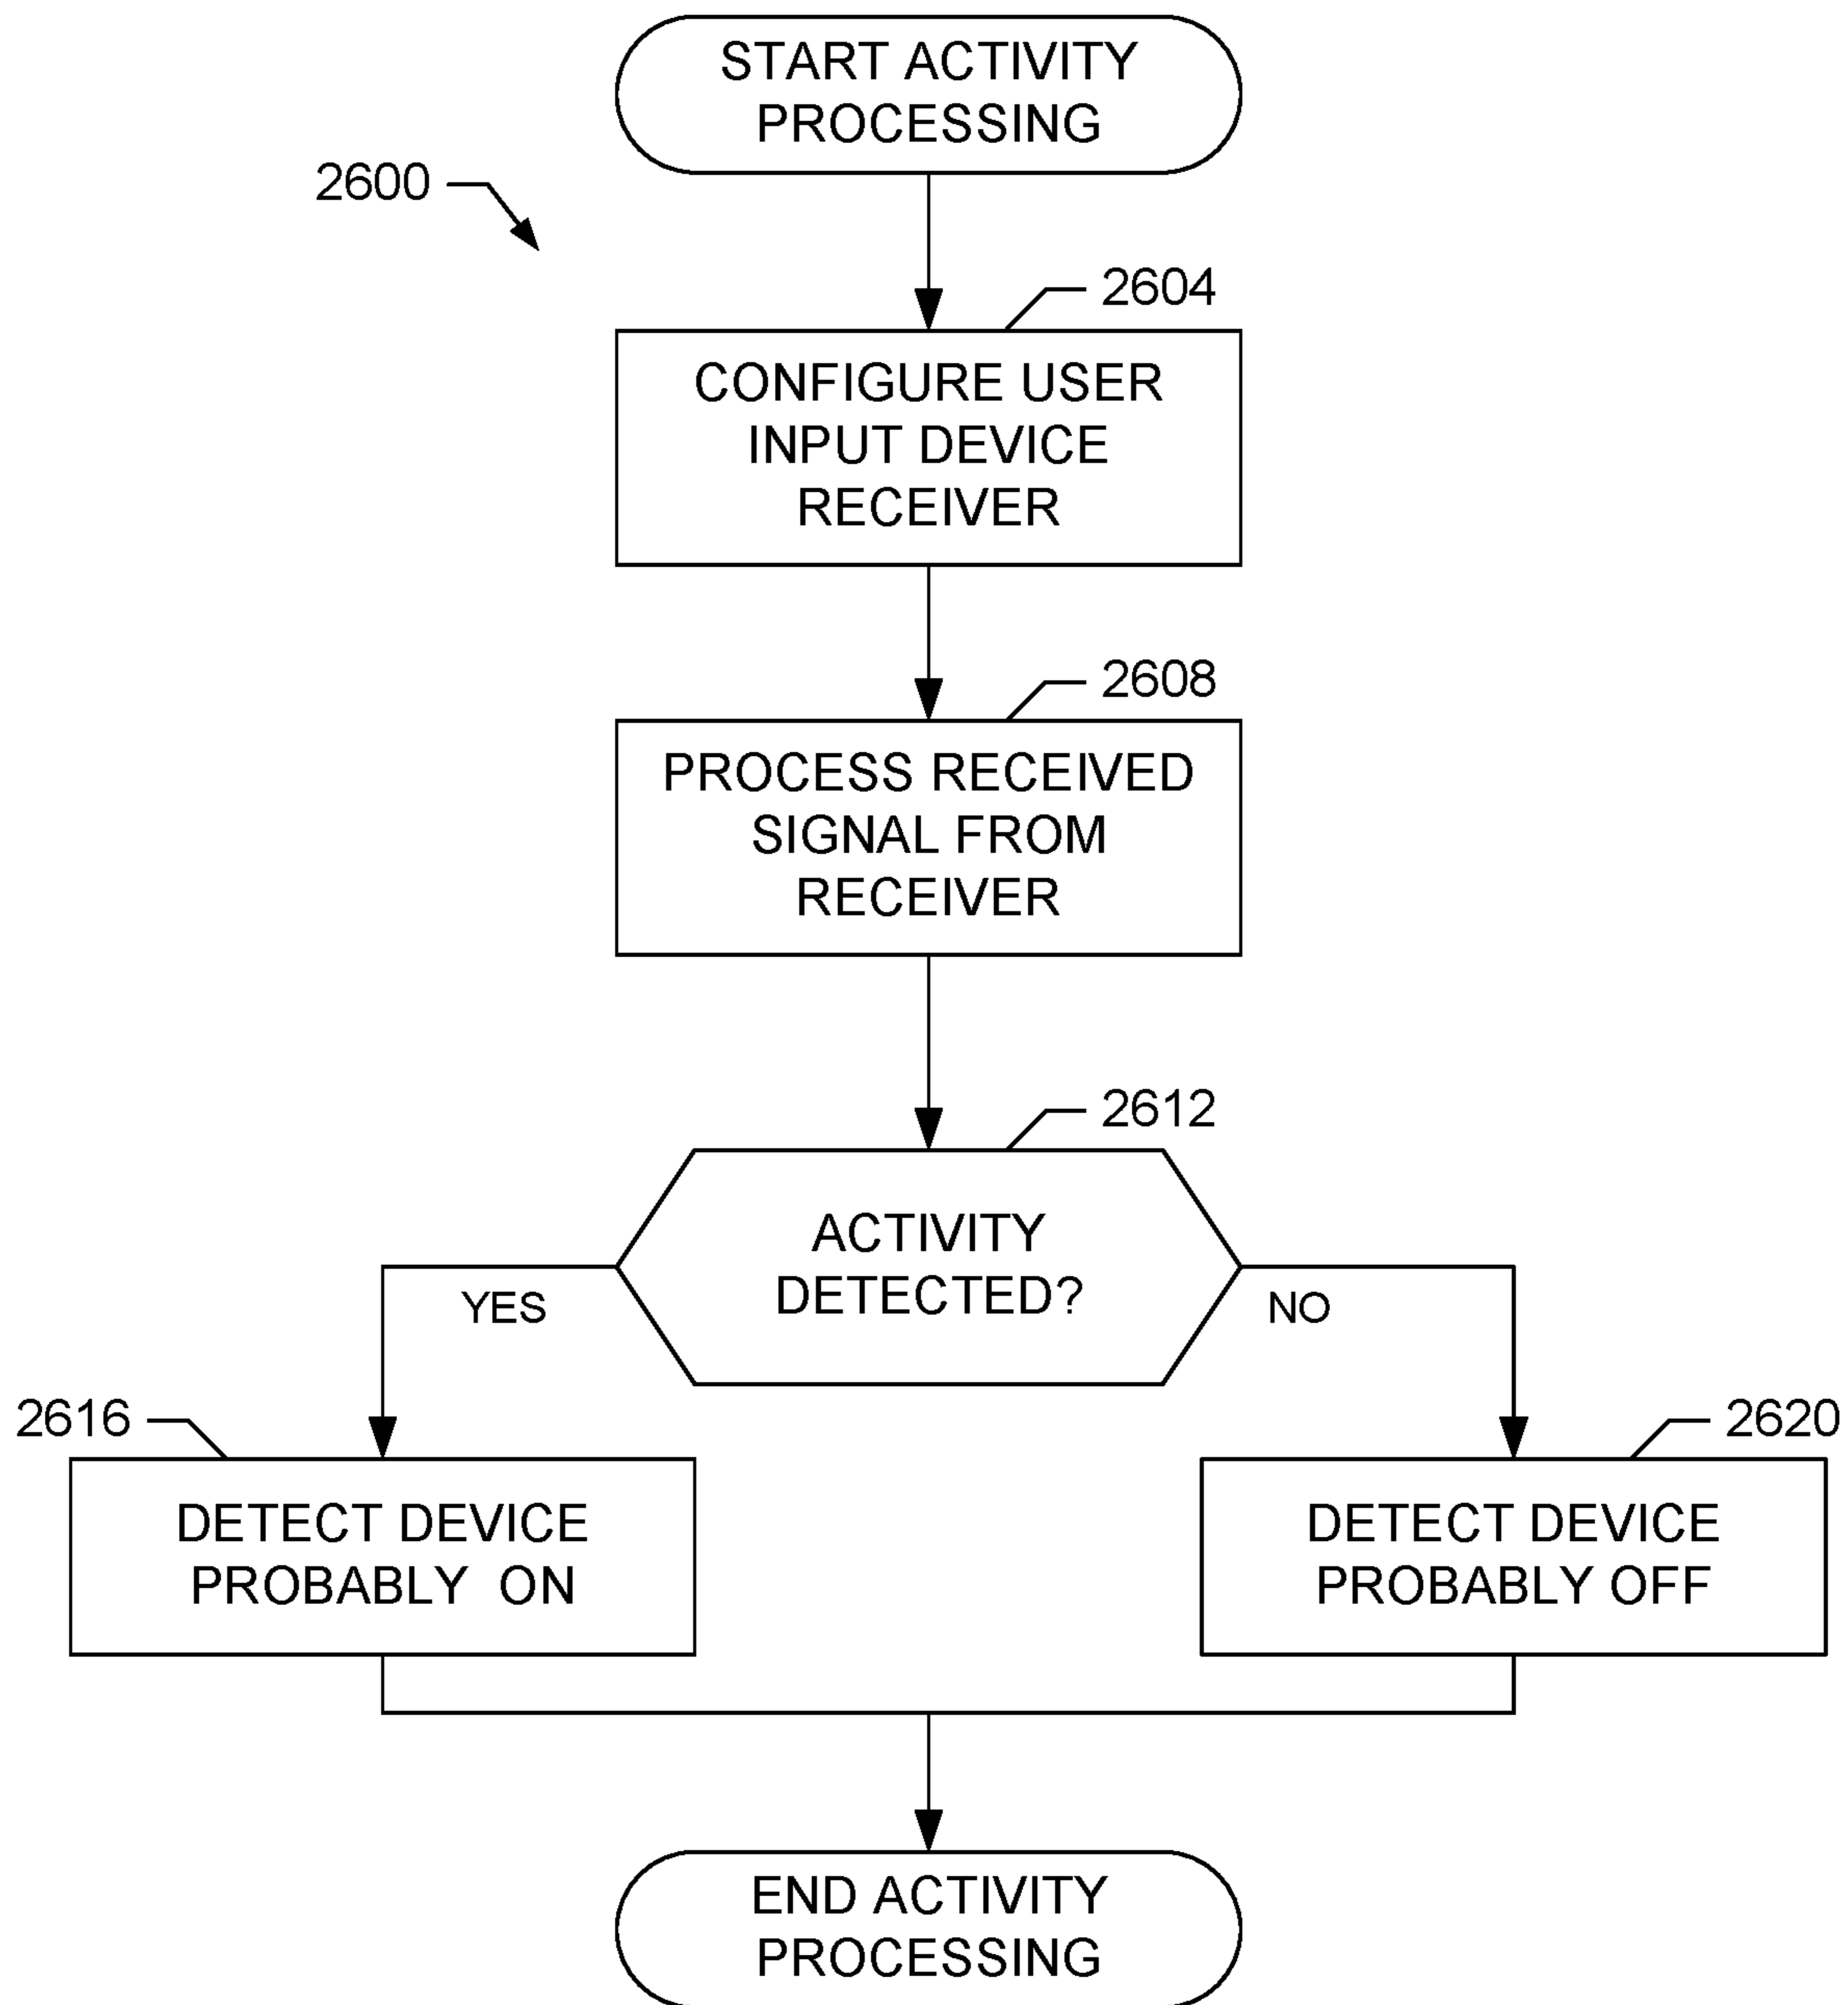 START ACTIVITY
PROCESSING
2600
2604
CONFIGURE USER
INPUT DEVICE
RECEIVER
2608
PROCESS RECEIVED
SIGNAL FROM
RECEIVER
2612
ACTIVITY
DETECTED?
YES
NO
2616
2620
DETECT DEVICE
PROBABLY ON
DETECT DEVICE
PROBABLY OFF
END ACTIVITY
PROCESSING